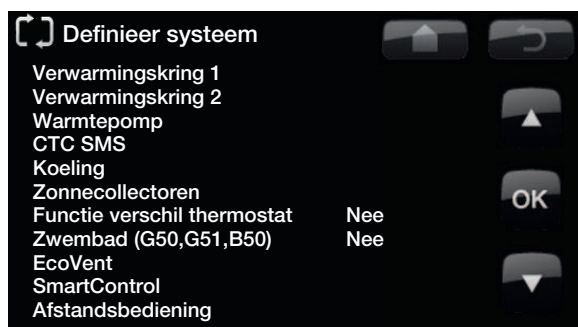 Definieer systeem
Verwarmingskring 1
Verwarmingskring 2
Warmtepomp
CTC SMS
Koeling
Zonnecollectoren
Functie verschil thermostat Nee
Zwembad (G50,G51,B50) Nee
EcoVent
SmartControl
Afstandsbediening
OK